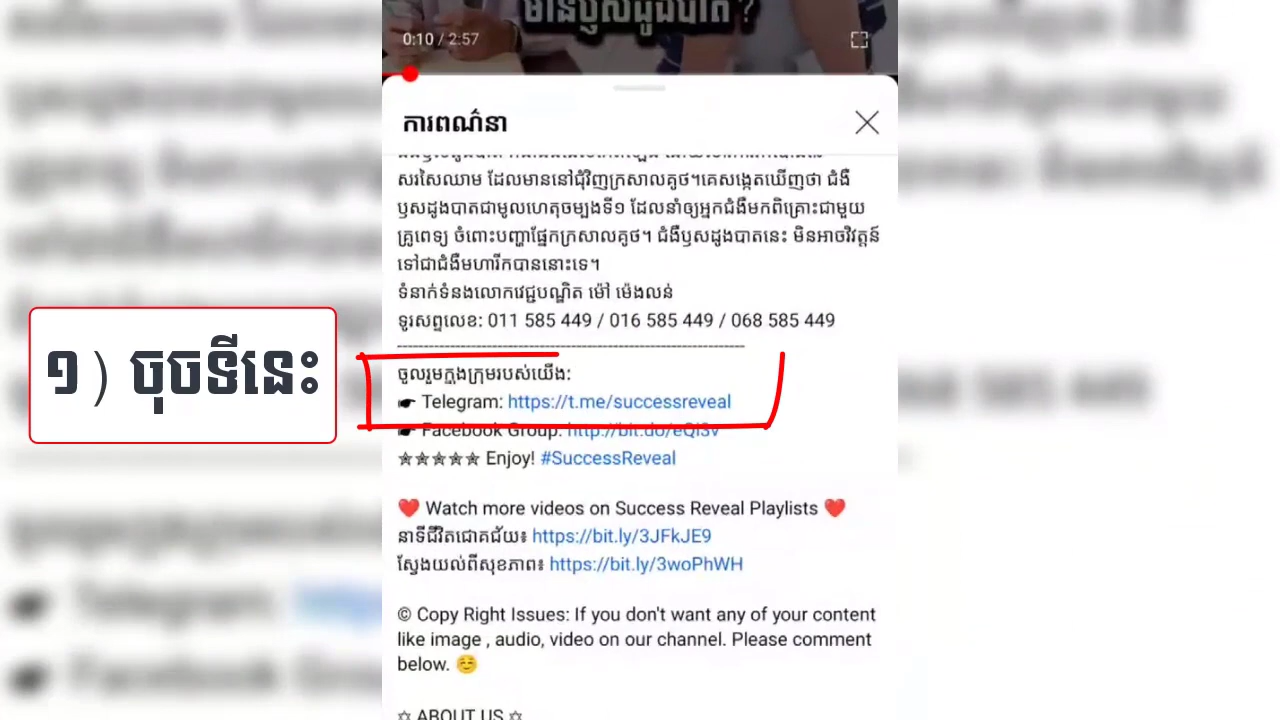 មានឫសដូងបាត?
0:10 / 2:57
ការពណ៌នា
សរសៃឈាម ដែលមាននៅជុំវិញក្រសាលគូថ។គេសង្កេតឃើញថា ជំងឺ
ឫសដូងបាតជាមូលហេតុចម្បងទី១ ដែលនាំឲ្យអ្នកជំងឺមកពិគ្រោះជាមួយ
គ្រូពេទ្យ ចំពោះបញ្ហាផ្នែកក្រសាលគូថ។ ជំងឺឫសដូងបាតនេះ មិនអាចវិវត្តន៍
ទៅជាជំងឺមហារីកបាននោះទេ។
ទំនាក់ទំនងលោកវេជ្ជបណ្ឌិត ម៉ៅ ម៉េងលន់
ទូរសព្ទលេខ: 011 585 449 / 016 585 449 / 068 585 449
១) ចុចទីនេះ
ចូលរួមក្នុងក្រុមរបស់យើង:
☛ Telegram: https://t.me/successreveal
☛ Facebook Group: http://bit.do/eQiSv
✯✯✯✯✯ Enjoy! #SuccessReveal
❤️ Watch more videos on Success Reveal Playlists ❤️
នាទីជីវិតជោគជ័យ៖ https://bit.ly/3JFkJE9
ស្វែងយល់ពីសុខភាព៖ https://bit.ly/3woPhWH
© Copy Right Issues: If you don't want any of your content
like image , audio, video on our channel. Please comment
below. ☺️
✡ ABOUT US ✡